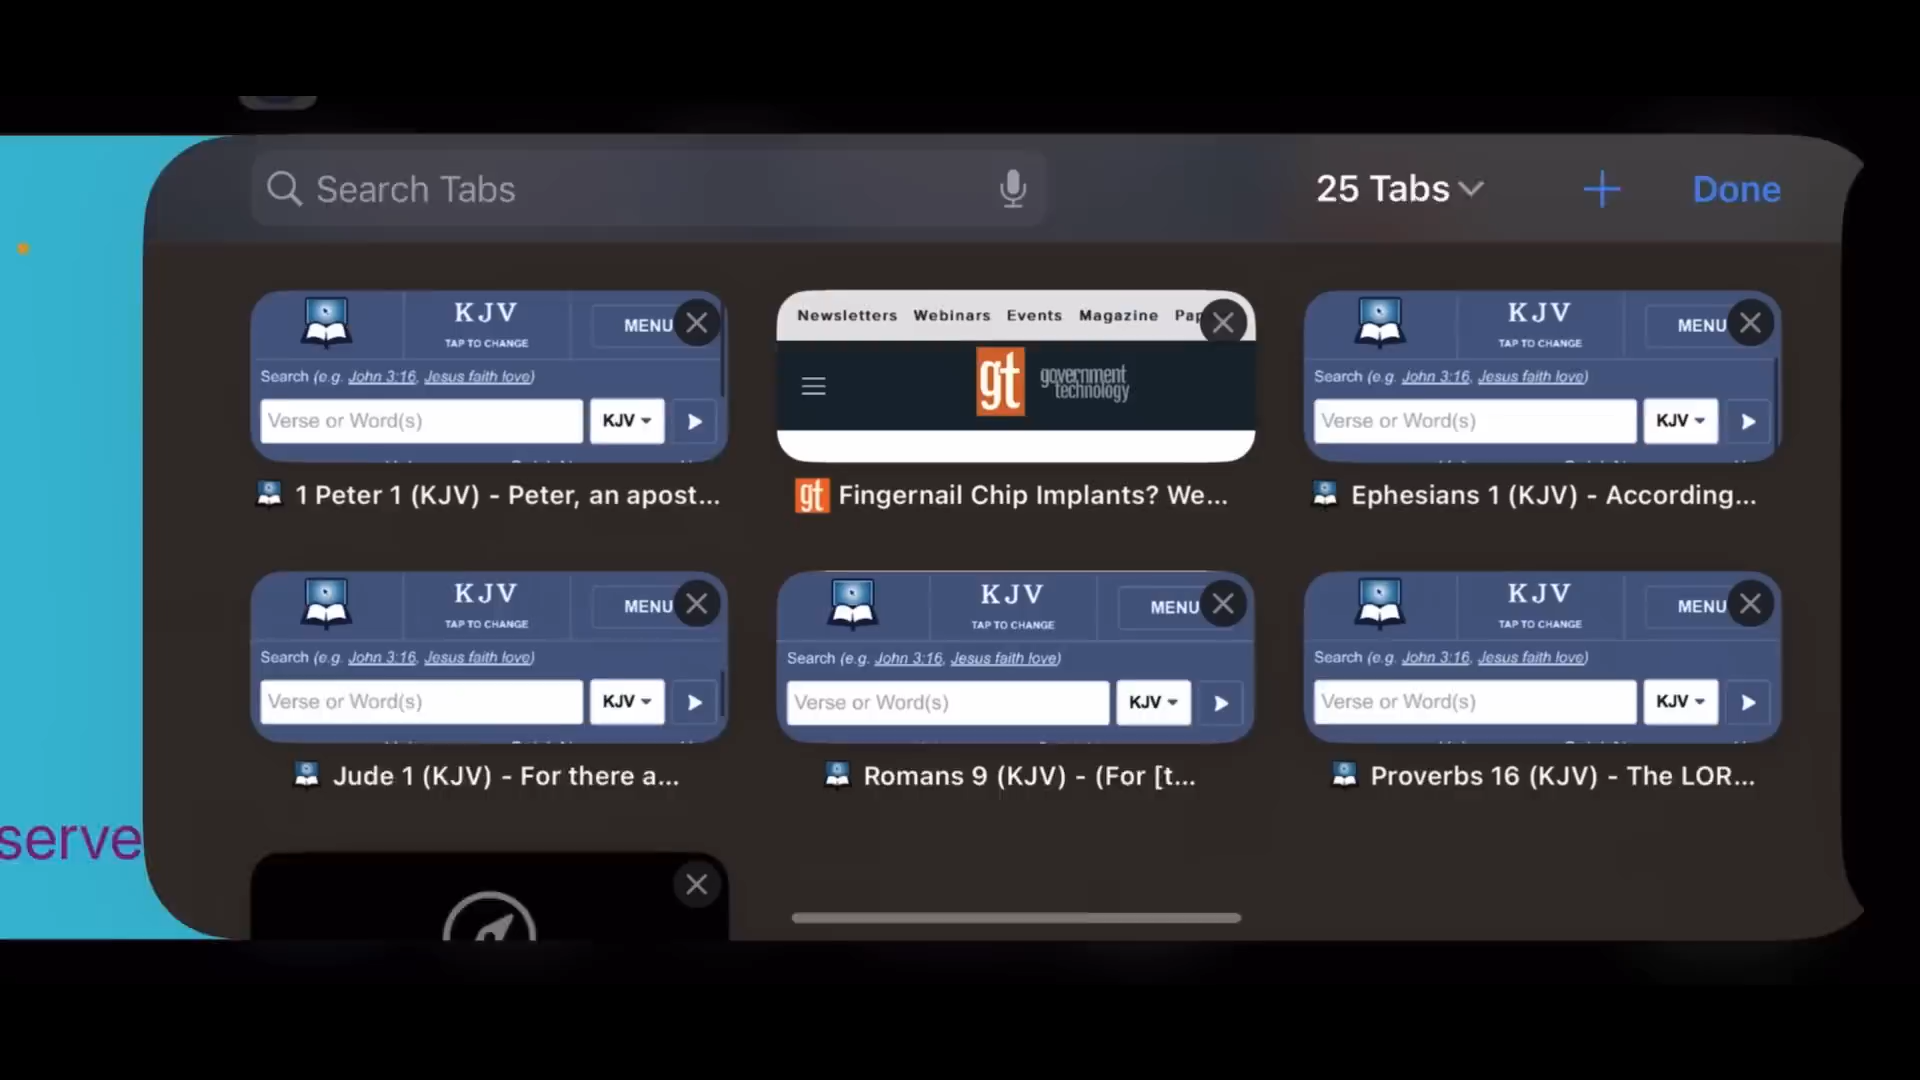 Search Tabs
25 Tabs
Done
KJV
TAP TO CHANGE
MENU
Search (e.g. John 3:16, Jesus faith love)
Verse or Word(s)
KJV
1 Peter 1 (KJV) - Peter, an apost...
Newsletters Webinars Events Magazine Pap
gt government technology
gt Fingernail Chip Implants? We...
KJV
TAP TO CHANGE
MENU
Search (e.g. John 3:16, Jesus faith love)
Verse or Word(s)
KJV
Ephesians 1 (KJV) - According...
KJV
TAP TO CHANGE
MENU
Search (e.g. John 3:16, Jesus faith love)
Verse or Word(s)
KJV
Jude 1 (KJV) - For there a...
KJV
TAP TO CHANGE
MENU
Search (e.g. John 3:16, Jesus faith love)
Verse or Word(s)
KJV
Romans 9 (KJV) - (For [t...
KJV
TAP TO CHANGE
MENU
Search (e.g. John 3:16, Jesus faith love)
Verse or Word(s)
KJV
Proverbs 16 (KJV) - The LOR...
serve